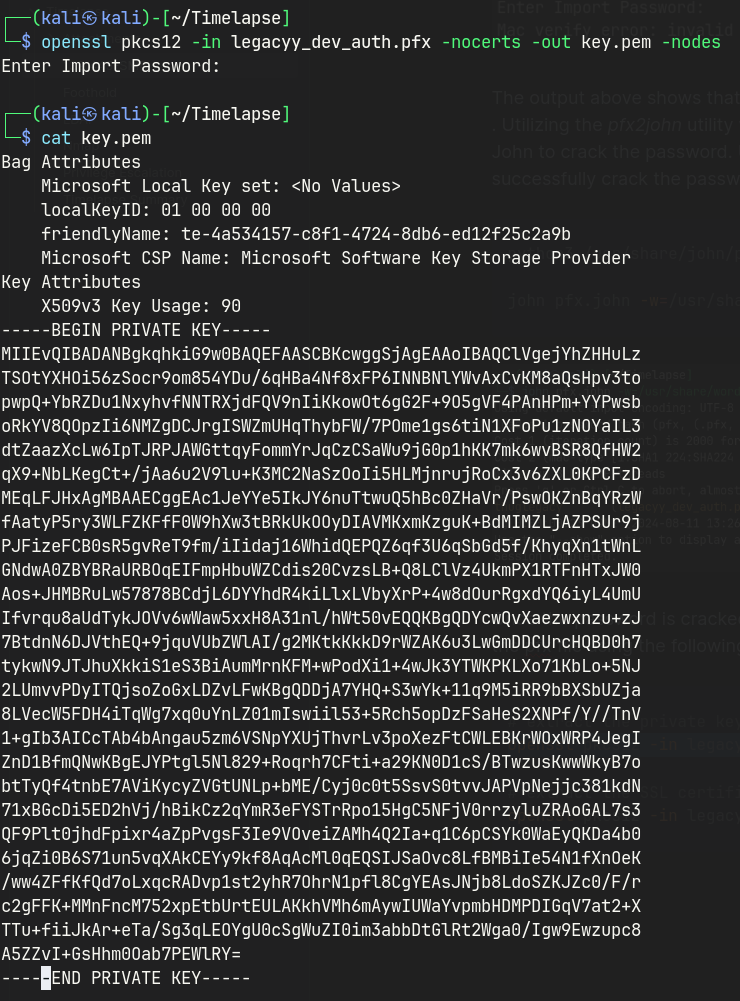 ┌──(kali㉿kali)-[~/Timelapse]
└─$ openssl pkcs12 -in legacyy_dev_auth.pfx -nocerts -out key.pem -nodes
Enter Import Password:
┌──(kali㉿kali)-[~/Timelapse]
└─$ cat key.pem
Bag Attributes
    Microsoft Local Key set: <No Values>
    localKeyID: 01 00 00 00
    friendlyName: te-4a534157-c8f1-4724-8db6-ed12f25c2a9b
    Microsoft CSP Name: Microsoft Software Key Storage Provider
Key Attributes
    X509v3 Key Usage: 90
-----BEGIN PRIVATE KEY-----
MIIEvQIBADANBgkqhkiG9w0BAQEFAASCBKcwggSjAgEAAoIBAQClVgejYhZHHuLz
TSOtYXHOi56zSocr9om854YDu/6qHBa4Nf8xFP6INNBNlYWvAxCvKM8aQsHpv3to
pwpQ+YbRZDu1NxyhvfNNTRXjdFQV9nIiKkowOt6gG2F+9O5gVF4PAnHPm+YYPwsb
oRkYV8QOpzIi6NMZgDCJrgISWZmUHqThybFW/7POme1gs6tiN1XFoPu1zNOYaIL3
dtZaazXcLw6IpTJRPJAWGttqyFommYrJqCzCSaWu9jG0p1hKK7mk6wvBSR8QfHW2
qX9+NbLKegCt+/jAa6u2V9lu+K3MC2NaSzOoIi5HLMjnrujRoCx3v6ZXL0KPCFzD
MEqLFJHxAgMBAAECggEAc1JeYYe5IkJY6nuTtwuQ5hBc0ZHaVr/PswOKZnBqYRzW
fAatyP5ry3WLFZKFfF0W9hXw3tBRkUkOOyDIAVMKxmKzguK+BdMIMZLjAZPSUr9j
PJFizeFCB0sR5gvReT9fm/iIidaj16WhidQEPQZ6qf3U6qSbGd5f/KhyqXn1tWnL
GNdwA0ZBYBRaURBOqEIFmpHbuWZCdis20CvzsLB+Q8LClVz4UkmPX1RTFnHTxJW0
Aos+JHMBRuLw57878BCdjL6DYYhdR4kiLlxLVbyXrP+4w8dOurRgxdYQ6iyL4UmU
Ifvrqu8aUdTykJOVv6wWaw5xxH8A31nl/hWt50vEQQKBgQDYcwQvXaezwxnzu+zJ
7BtdnN6DJVthEQ+9jquVUbZWlAI/g2MKtkKkkD9rWZAK6u3LwGmDDCUrcHQBD0h7
tykwN9JTJhuXkkiS1eS3BiAumMrnKFM+wPodXi1+4wJk3YTWKPKLXo71KbLo+5NJ
2LUmvvPDyITQjsoZoGxLDZvLFwKBgQDDjA7YHQ+S3wYk+11q9M5iRR9bBXSbUZja
8LVecW5FDH4iTqWg7xq0uYnLZ01mIswiil53+5Rch5opDzFSaHeS2XNPf/Y//TnV
1+gIb3AICcTAb4bAngau5zm6VSNpYXUjThvrLv3poXezFtCWLEBKrWOxWRP4JegI
ZnD1BfmQNwKBgEJYPtgl5Nl829+Roqrh7CFti+a29KN0D1cS/BTwzusKwwWkyB7o
btTyQf4tnbE7AViKycyZVGtUNLp+bME/Cyj0c0t5SsvS0tvvJAPVpNejjc381kdN
71xBGcDi5ED2hVj/hBikCz2qYmR3eFYSTrRpo15HgC5NFjV0rrzyluZRAoGAL7s3
QF9Plt0jhdFpixr4aZpPvgsF3Ie9VOveiZAMh4Q2Ia+q1C6pCSYk0WaEyQKDa4b0
6jqZi0B6S71un5vqXAkCEYy9kf8AqAcMl0qEQSIJSaOvc8LfBMBiIe54N1fXnOeK
/ww4ZFfKfQd7oLxqcRADvp1st2yhR7OhrN1pfl8CgYEAsJNjb8LdoSZKJZc0/F/r
c2gFFK+MMnFncM752xpEtbUrtEULAKkhVMh6mAywIUWaYvpmbHDMPDIGqV7at2+X
TTu+fiiJkAr+eTa/Sg3qLEOYgU0cSgWuZI0im3abbDtGlRt2Wga0/Igw9Ewzupc8
A5ZZvI+GsHhm0Oab7PEWlRY=
-----END PRIVATE KEY-----